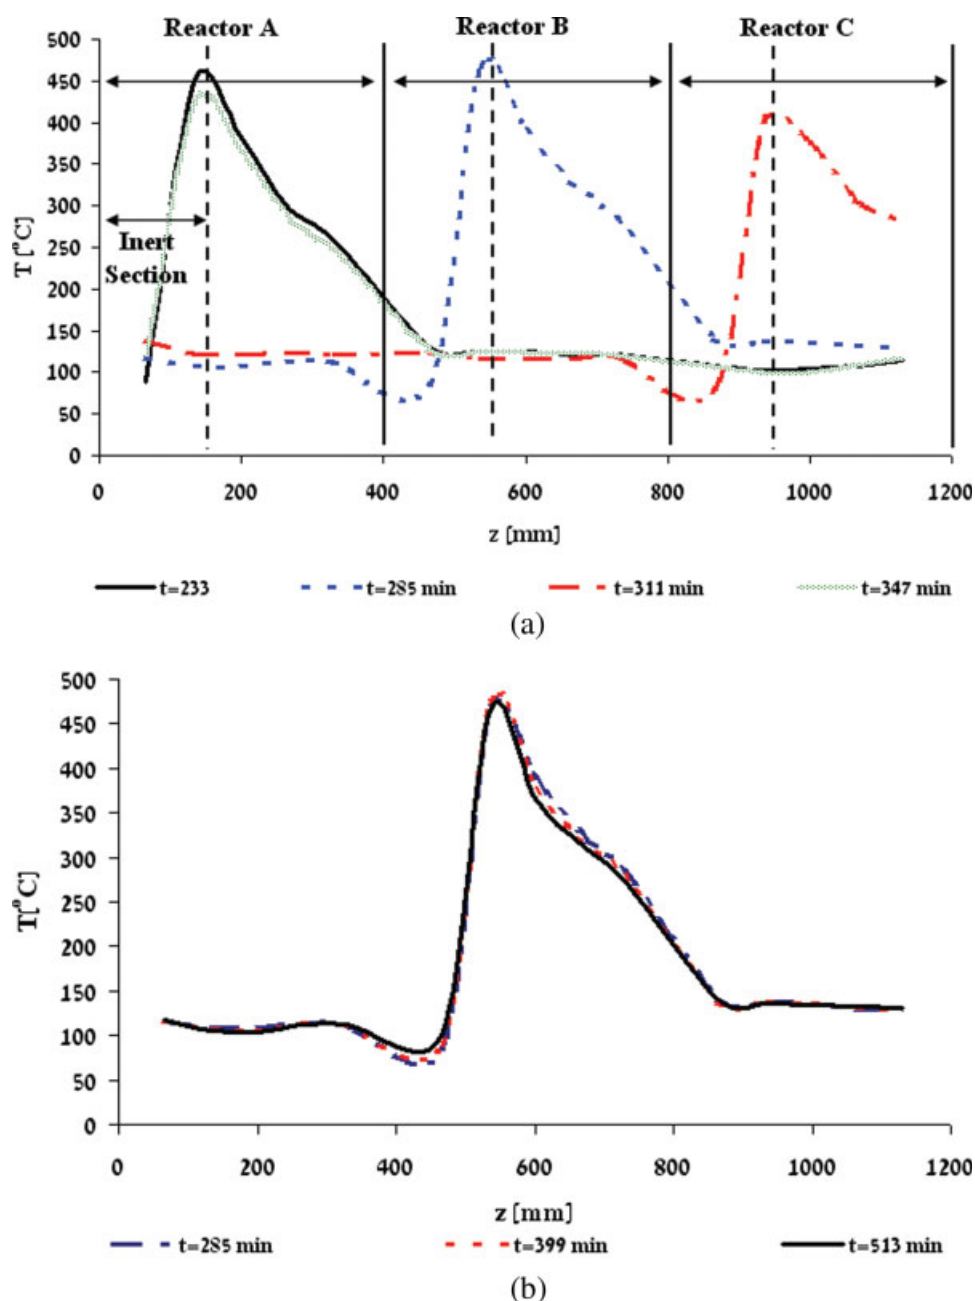 Reactor A Reactor B Reactor C
500
450
400
350
300
250
200
150
100
50
0
T [°C]
Inert
Section
0 200 400 600 800 1000 1200
z [mm]
t=233 t=285 min t=311 min t=347 min
(a)
500
450
400
350
300
250
200
150
100
50
0
T[°C]
0 200 400 600 800 1000 1200
z [mm]
t=285 min t=399 min t=513 min
(b)